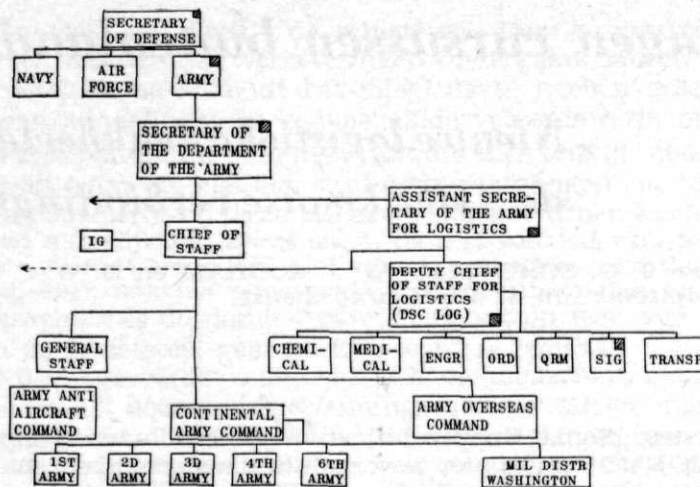 SECRETARY
OF DEFENSE
NAVY
AIR
FORCE
ARMY
SECRETARY OF
THE DEPARTMENT
OF THE ARMY
ASSISTANT SECRE-
TARY OF THE ARMY
FOR LOGISTICS
IG
CHIEF OF
STAFF
DEPUTY CHIEF
OF STAFF FOR
LOGISTICS
(DSC LOG)
GENERAL
STAFF
CHEMI-
CAL
MEDI-
CAL
ENGR
ORD
QRM
SIG
TRANSP
ARMY ANTI
AIRCRAFT
COMMAND
CONTINENTAL
ARMY COMMAND
ARMY OVERSEAS
COMMAND
1ST
ARMY
2D
ARMY
3D
ARMY
4TH
ARMY
6TH
ARMY
MIL DISTR
WASHINGTON